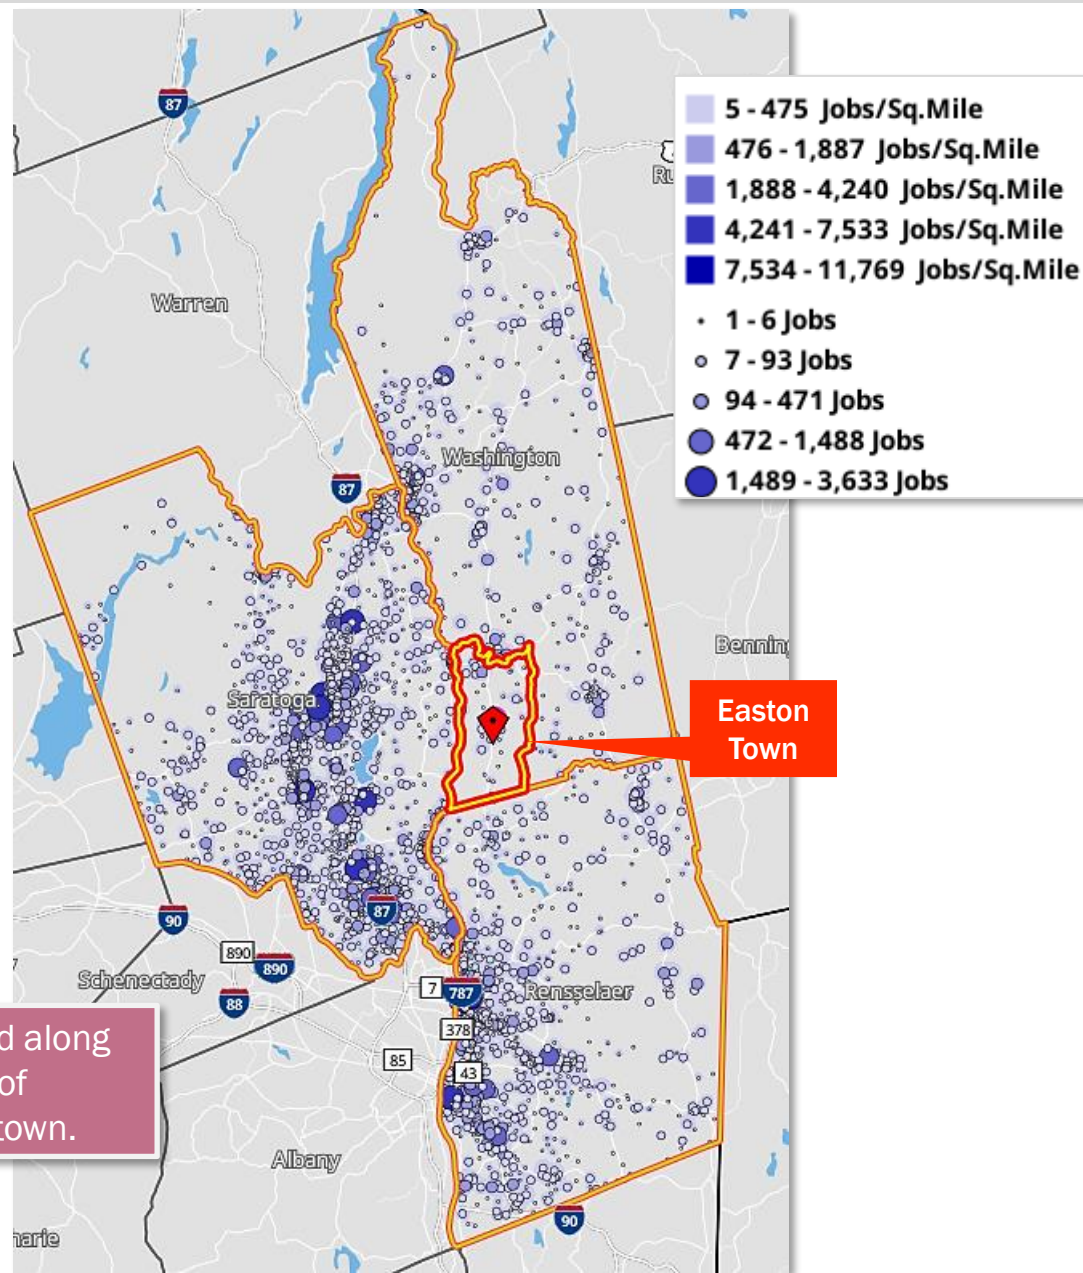 87
5 - 475 Jobs/Sq.Mile
476 - 1,887 Jobs/Sq.Mile
1,888 - 4,240 Jobs/Sq.Mile
4,241 - 7,533 Jobs/Sq.Mile
7,534 - 11,769 Jobs/Sq.Mile
1 - 6 Jobs
7 - 93 Jobs
94 - 471 Jobs
472 - 1,488 Jobs
1,489 - 3,633 Jobs
Ru
Warren
Washington
87
Bennin
Saratoga
Easton
Town
87
90
890
890
Schenectady
88
7
787
Rensselaer
378
85
43
d along
of
town.
Albany
90
harie